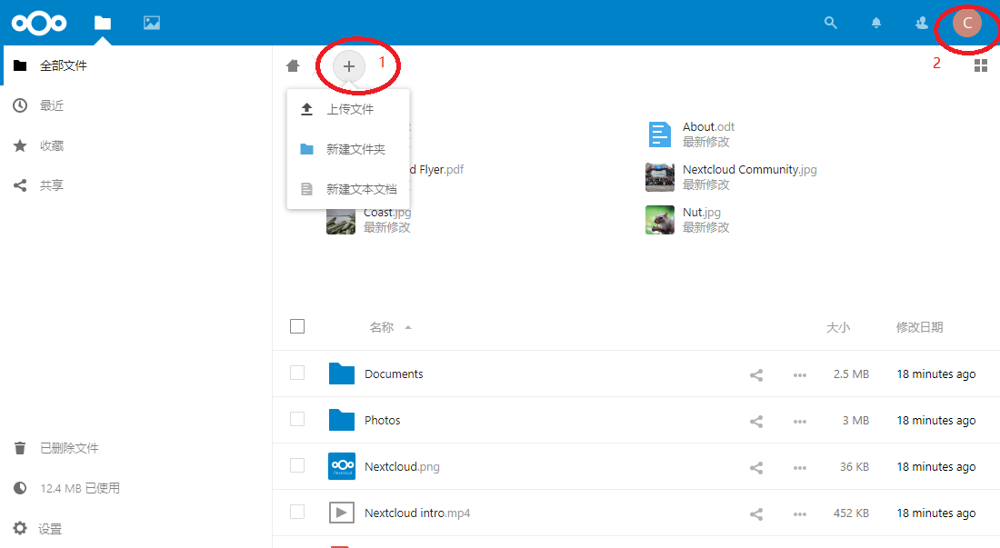 C
全部文件
1
2
最近
收藏
共享
上传文件
新建文件夹
新建文本文档
d Flyer.pdf
Coast.jpg
最新修改
About.odt
最新修改
Nextcloud Community.jpg
最新修改
Nut.jpg
最新修改
名称
大小
修改日期
Documents
2.5 MB
18 minutes ago
Photos
3 MB
18 minutes ago
Nextcloud.png
36 KB
18 minutes ago
Nextcloud intro.mp4
452 KB
18 minutes ago
已删除文件
12.4 MB 已使用
设置